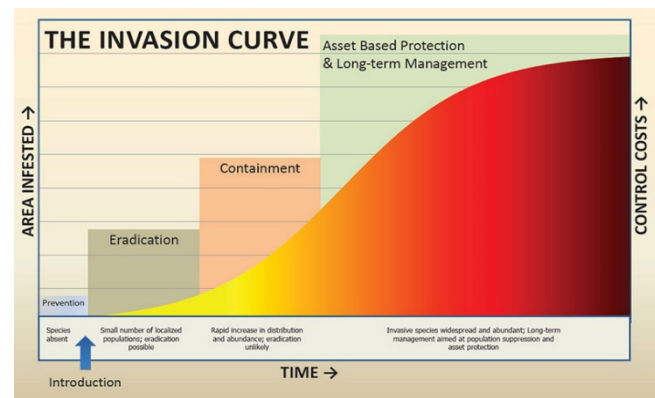 THE INVASION CURVE
Asset Based Protection
& Long-term Management
Containment
Eradication
Prevention
AREA INFESTED →
CONTROL COSTS →
Species
absent
Small number of localized
populations; eradication
possible
Rapid increase in distribution
and abundance; eradication
unlikely
Invasive species widespread and abundant; Long-term
management aimed at population suppression and
asset protection
TIME →
Introduction